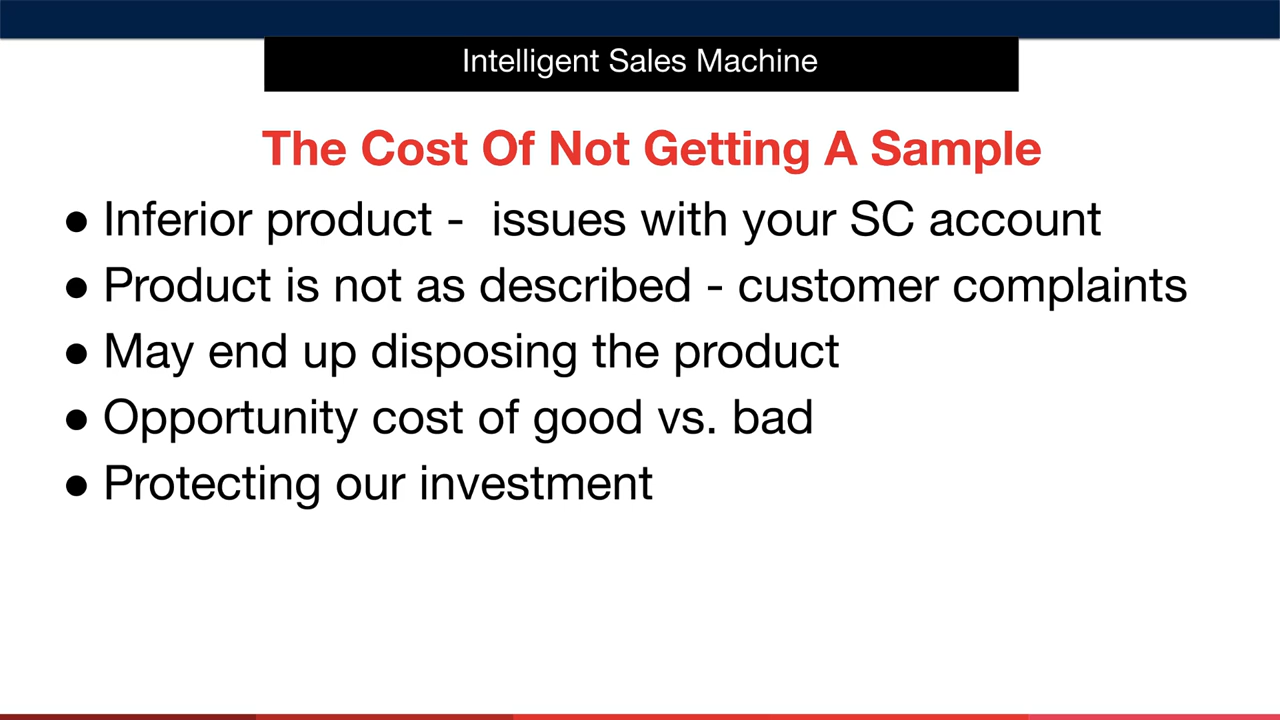 Intelligent Sales Machine
The Cost Of Not Getting A Sample
● Inferior product -  issues with your SC account
● Product is not as described - customer complaints
● May end up disposing the product
● Opportunity cost of good vs. bad
● Protecting our investment